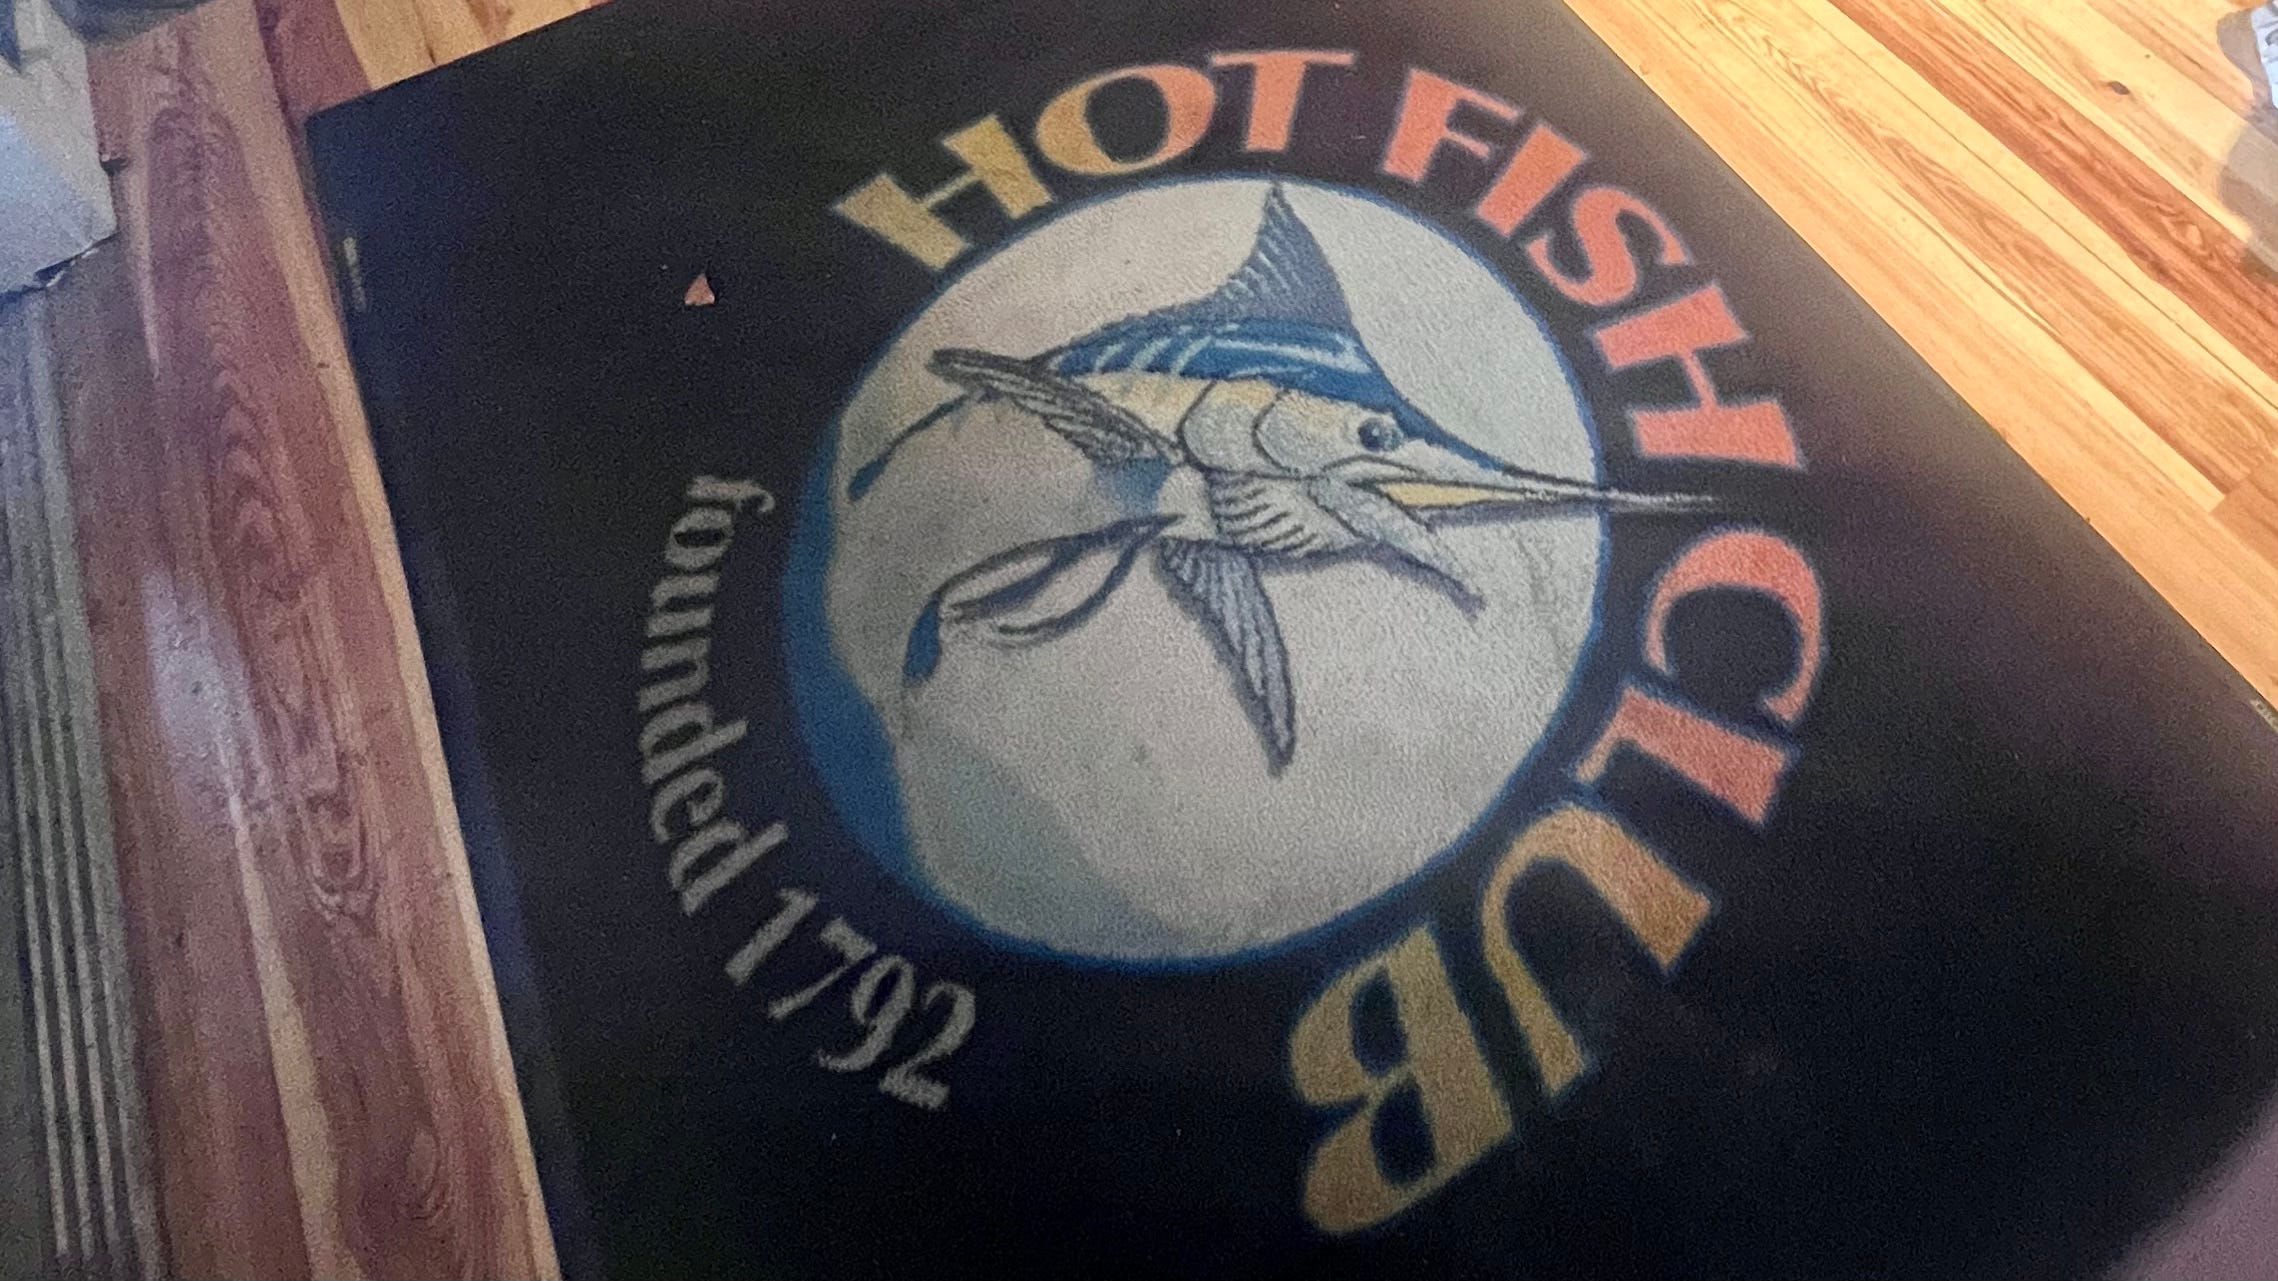 HOT FISH CLUB
founded 1792